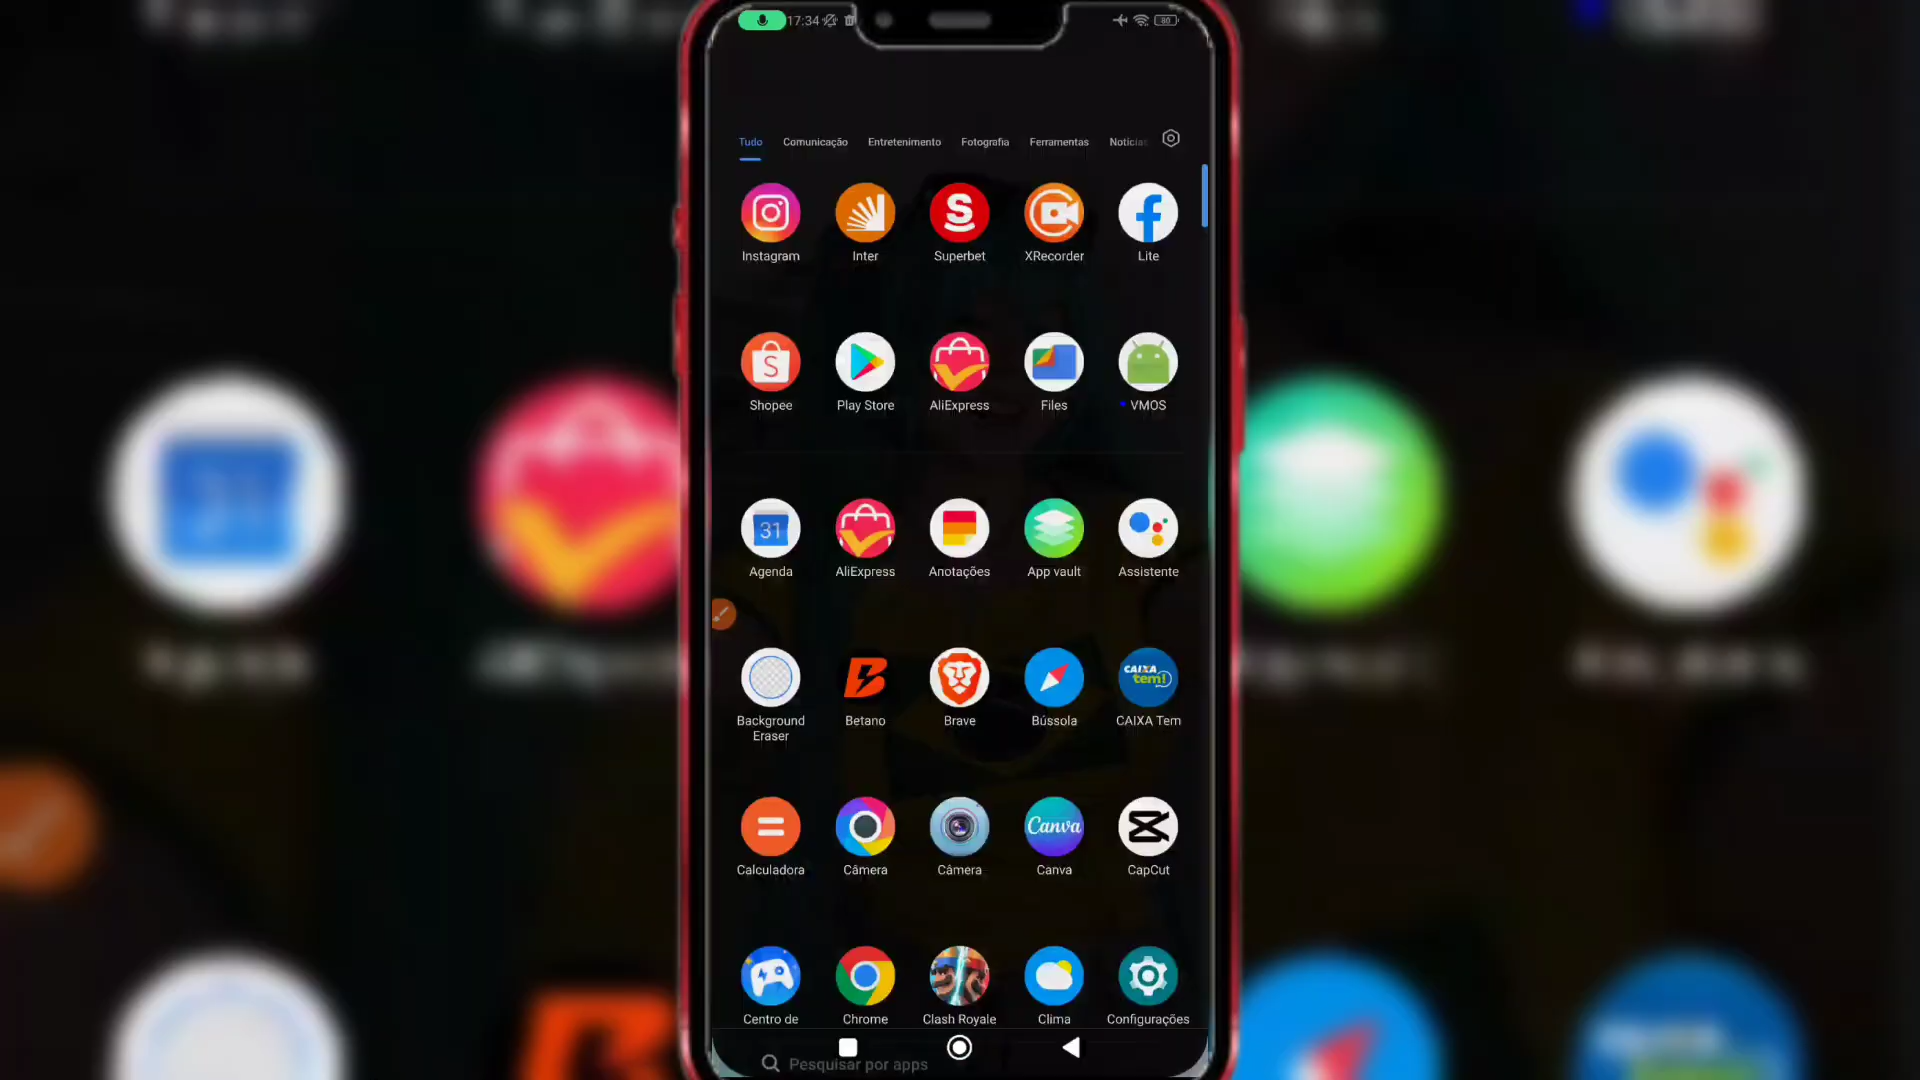 17:34
80
Tudo Comunicação Entretenimento Fotografia Ferramentas
Instagram Inter Superbet XRecorder Lite
Shopee Play Store AliExpress Files VMOS
31
Agenda AliExpress Anotações App vault Assistente
CAIXA
tem!
Background Betano Brave Bússola CAIXA Tem
Eraser
Canva
Calculadora Câmera Câmera Canva CapCut
Centro de Chrome Clash Royale Clima Configurações
Pesquisar por apps